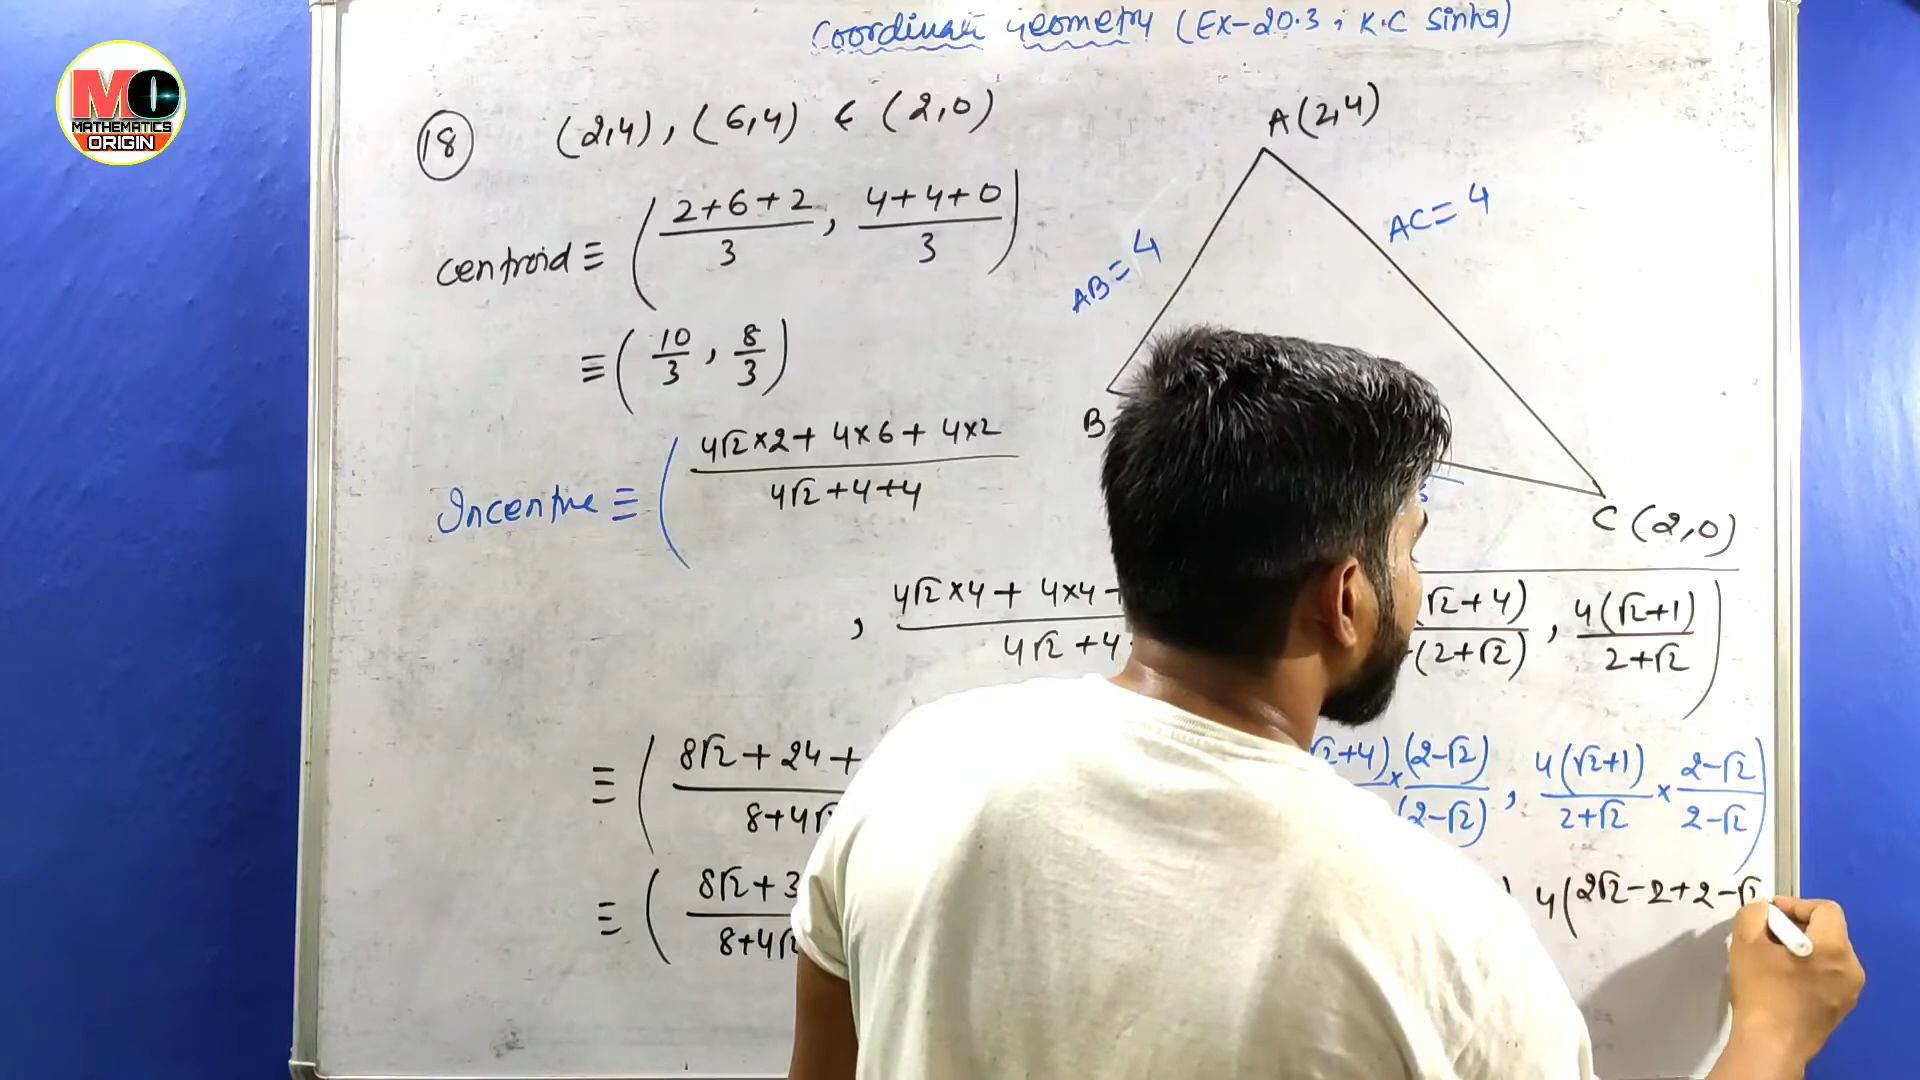 MO
MATHEMATICS
ORIGIN
Coordinate Geometry (Ex-20.3, K.C Sinha)
18 (2,4), (6,4) & (2,0)
centroid ≡ ( (2+6+2)/3 , (4+4+0)/3 )
≡ ( 10/3 , 8/3 )
Incentre ≡ ( (4√2×2+ 4×6+ 4×2)/(4√2+4+4)
, 4√2×4+ 4×4
4√2+4
≡ ( 8√2+24+
8+4√
≡ ( 8√2+3
8+4√2
A(2,4)
AB=4
AC=4
B
C(2,0)
√2+4)
(2+√2)
, 4(√2+1)/(2+√2) )
√2+4)×(2-√2)
(2-√2)
, 4(√2+1)/(2+√2) × (2-√2)/(2-√2) )
4(2√2-2+2-√2